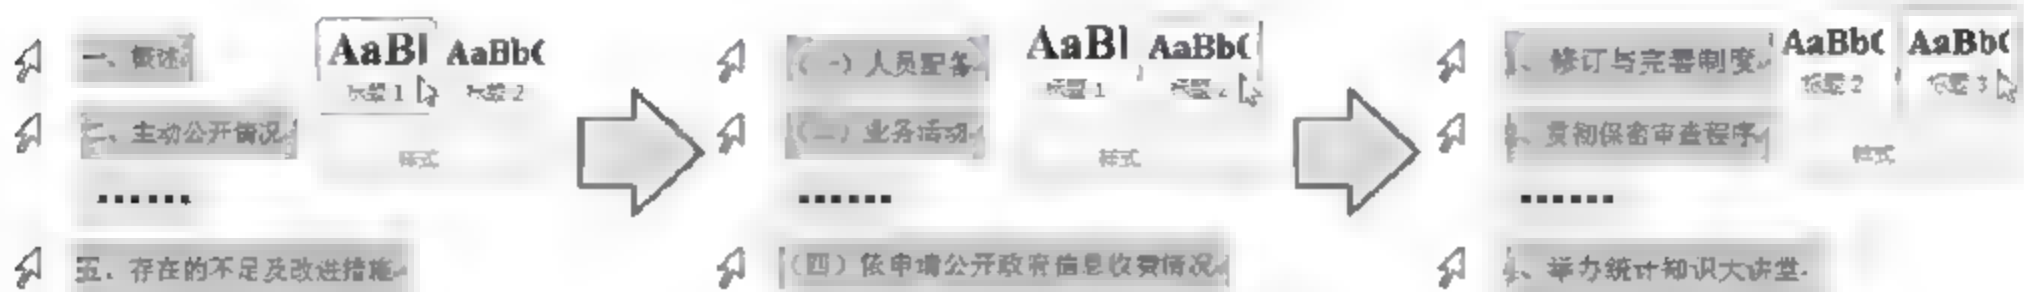 一、概述
AaBl AaBb(
标题 1 标题 2
二、主动公开情况
样式
......
五、存在的不足及改进措施
(一) 人员配备
AaBl AaBb(
标题 1 标题 2
(二) 业务活动
样式
......
(四) 依申请公开政府信息收费情况
、修订与完善制度
AaBb( AaBb(
标题 2 标题 3
、贯彻保密审查程序
样式
......
、举办统计知识大讲堂.